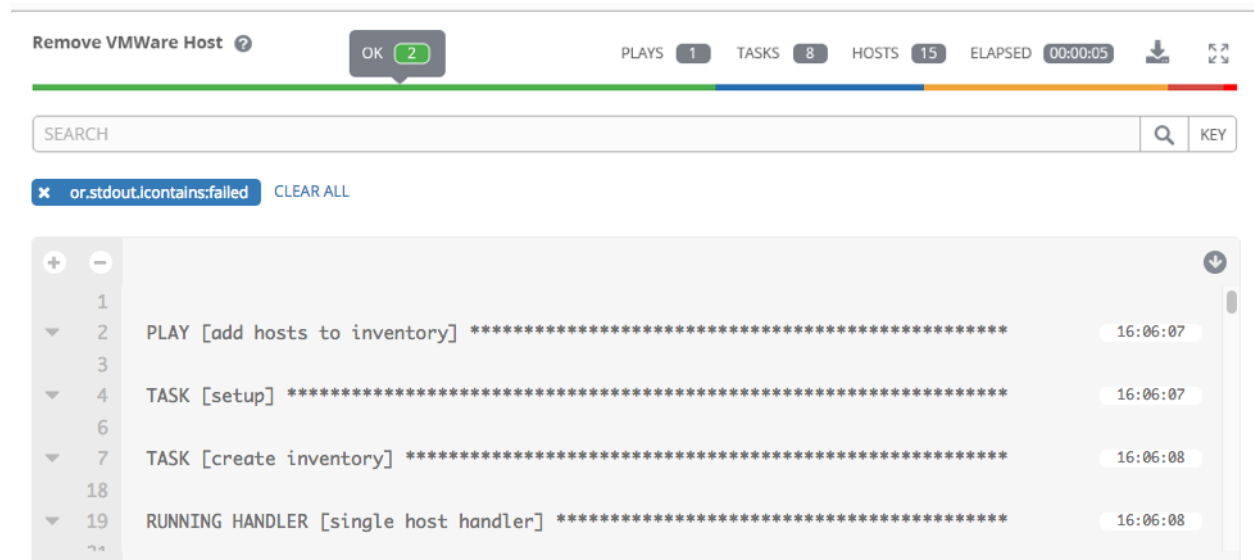 Remove VMWare Host ?
OK 2
PLAYS 1 TASKS 8 HOSTS 15 ELAPSED 00:00:05
SEARCH
KEY
× or.stdout.icontains:failed CLEAR ALL
+ −
1
2 PLAY [add hosts to inventory] ************************************************** 16:06:07
3
4 TASK [setup] ******************************************************************* 16:06:07
6
7 TASK [create inventory] ******************************************************** 16:06:08
18
19 RUNNING HANDLER [single host handler] ****************************************** 16:06:08